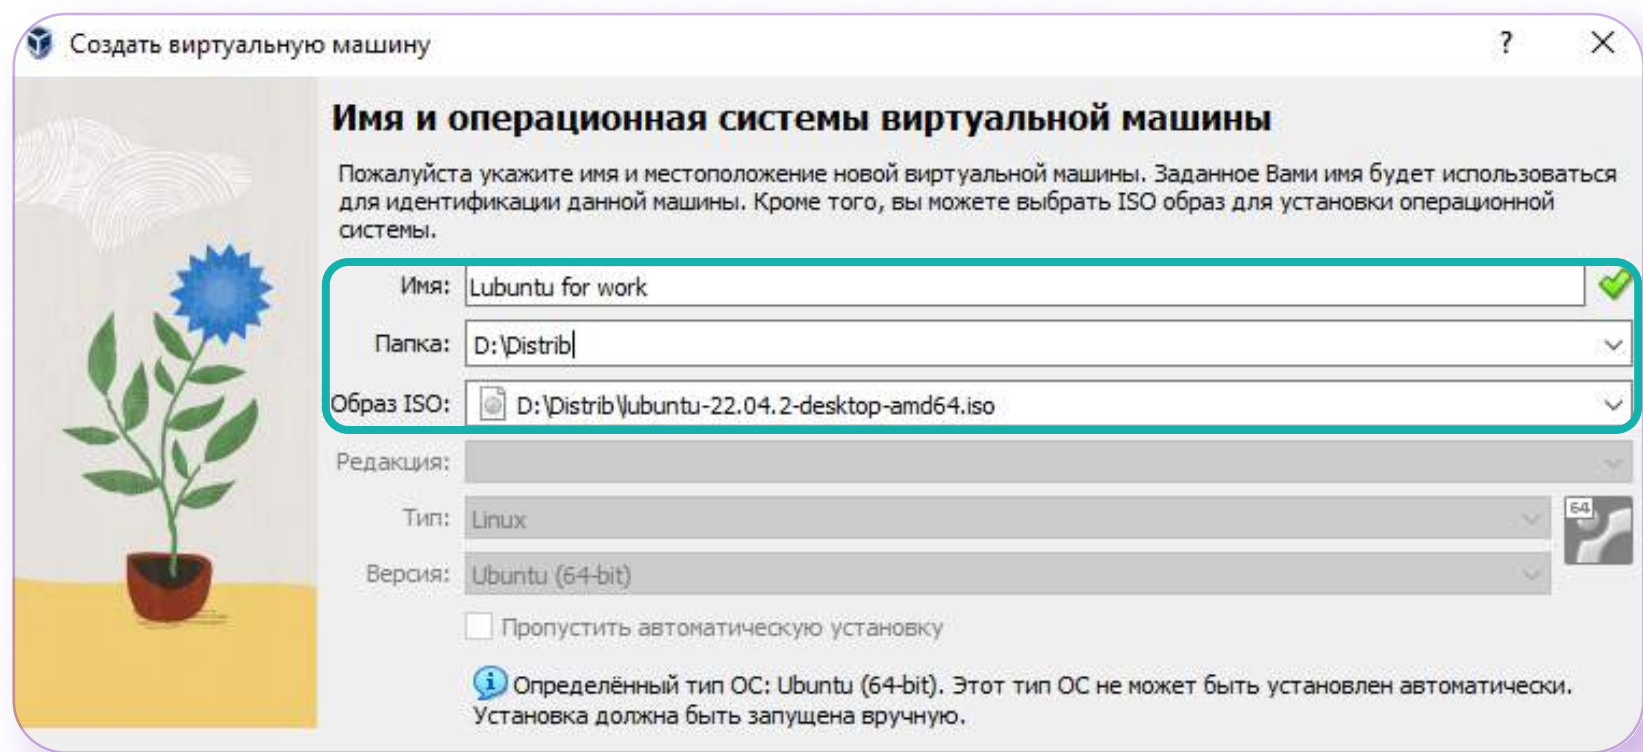 Создать виртуальную машину
?
Имя и операционная системы виртуальной машины
Пожалуйста укажите имя и местоположение новой виртуальной машины. Заданное Вами имя будет использоваться
для идентификации данной машины. Кроме того, вы можете выбрать ISO образ для установки операционной
системы.
Имя: Lubuntu for work
Папка: D:\Distrib
Образ ISO: D:\Distrib\lubuntu-22.04.2-desktop-amd64.iso
Редакция:
Тип: Linux
64
Версия: Ubuntu (64-bit)
Пропустить автоматическую установку
Определённый тип ОС: Ubuntu (64-bit). Этот тип ОС не может быть установлен автоматически.
Установка должна быть запущена вручную.